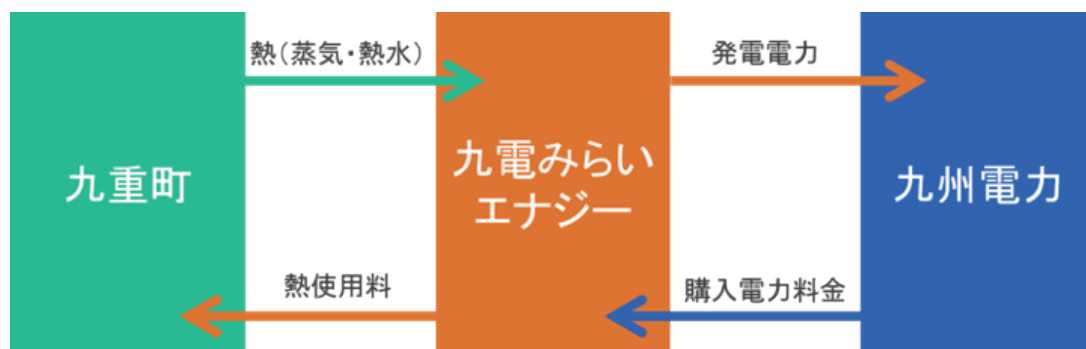 熱(蒸気・熱水)
発電電力
九重町
九電みらい
エナジー
九州電力
熱使用料
購入電力料金